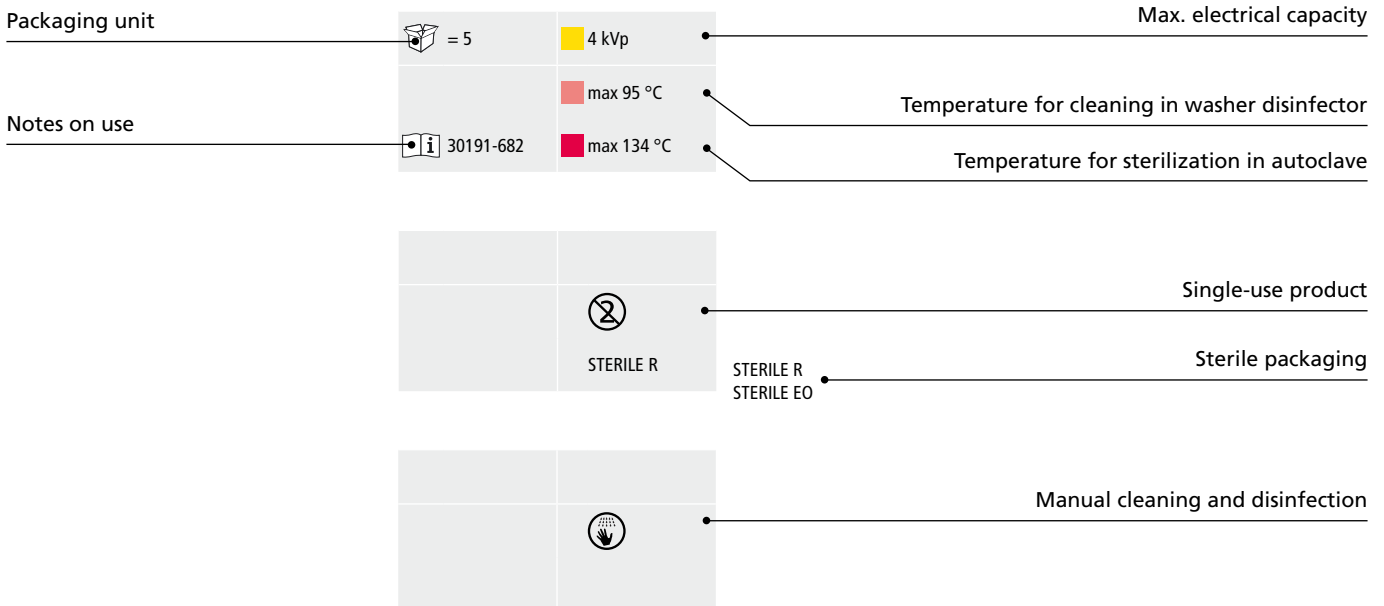 Packaging unit
= 5
4 kVp
Max. electrical capacity
max 95 °C
Temperature for cleaning in washer disinfector
Notes on use
i 30191-682
max 134 °C
Temperature for sterilization in autoclave
2
Single-use product
STERILE R
STERILE R
STERILE EO
Sterile packaging
Manual cleaning and disinfection